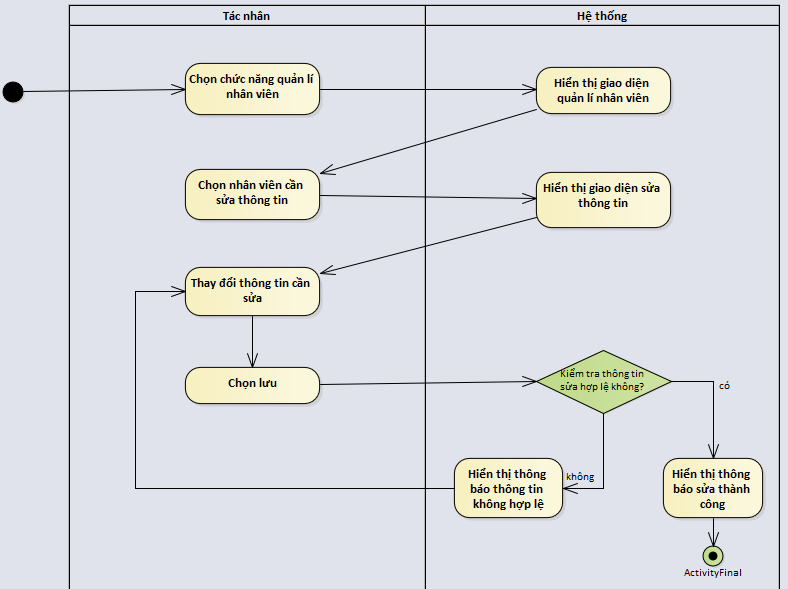 Tác nhân
Hệ thống
Chọn chức năng quản lí
nhân viên
Hiển thị giao diện
quản lí nhân viên
Chọn nhân viên cần
sửa thông tin
Hiển thị giao diện sửa
thông tin
Thay đổi thông tin cần
sửa
Chọn lưu
Kiểm tra thông tin
sửa hợp lệ không?
có
không
Hiển thị thông
báo thông tin
không hợp lệ
Hiển thị thông
báo sửa thành
công
ActivityFinal